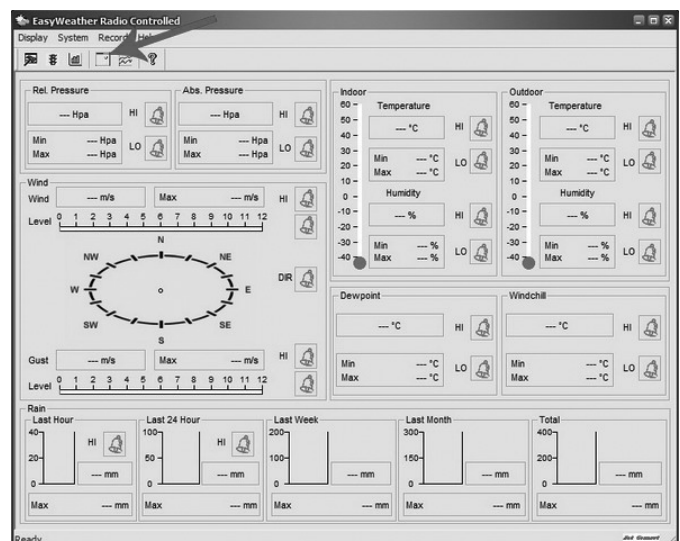 EasyWeather Radio Controlled
Display System Record Help
Rel. Pressure
--- Hpa HI
Min --- Hpa LO
Max --- Hpa
Abs. Pressure
--- Hpa HI
Min --- Hpa LO
Max --- Hpa
Indoor
60
50
40
30
20
10
0
-10
-20
-30
-40
Temperature
--- °C HI
Min --- °C LO
Max --- °C
Humidity
--- % HI
Min --- % LO
Max --- %
Outdoor
60
50
40
30
20
10
0
-10
-20
-30
-40
Temperature
--- °C HI
Min --- °C LO
Max --- °C
Humidity
--- % HI
Min --- % LO
Max --- %
Wind
Wind --- m/s Max --- m/s HI
Level 0 1 2 3 4 5 6 7 8 9 10 11 12
N
NW NE
W E DIR
SW SE
S
Gust --- m/s Max --- m/s HI
Level 0 1 2 3 4 5 6 7 8 9 10 11 12
Dewpoint
--- °C HI
Min --- °C LO
Max --- °C
Windchill
--- °C HI
Min --- °C LO
Max --- °C
Rain
Last Hour
40
20
0
HI
--- mm
Max --- mm
Last 24 Hour
100
50
0
HI
--- mm
Max --- mm
Last Week
200
100
0
--- mm
Max --- mm
Last Month
300
150
0
--- mm
Max --- mm
Total
400
200
0
--- mm
Max --- mm
Ready